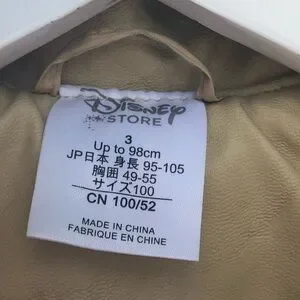 Disney
STORE
3
Up to 98cm
JP日本 身長 95-105
胸囲 49-55
サイズ100
CN 100/52
MADE IN CHINA
FABRIQUE EN CHINE